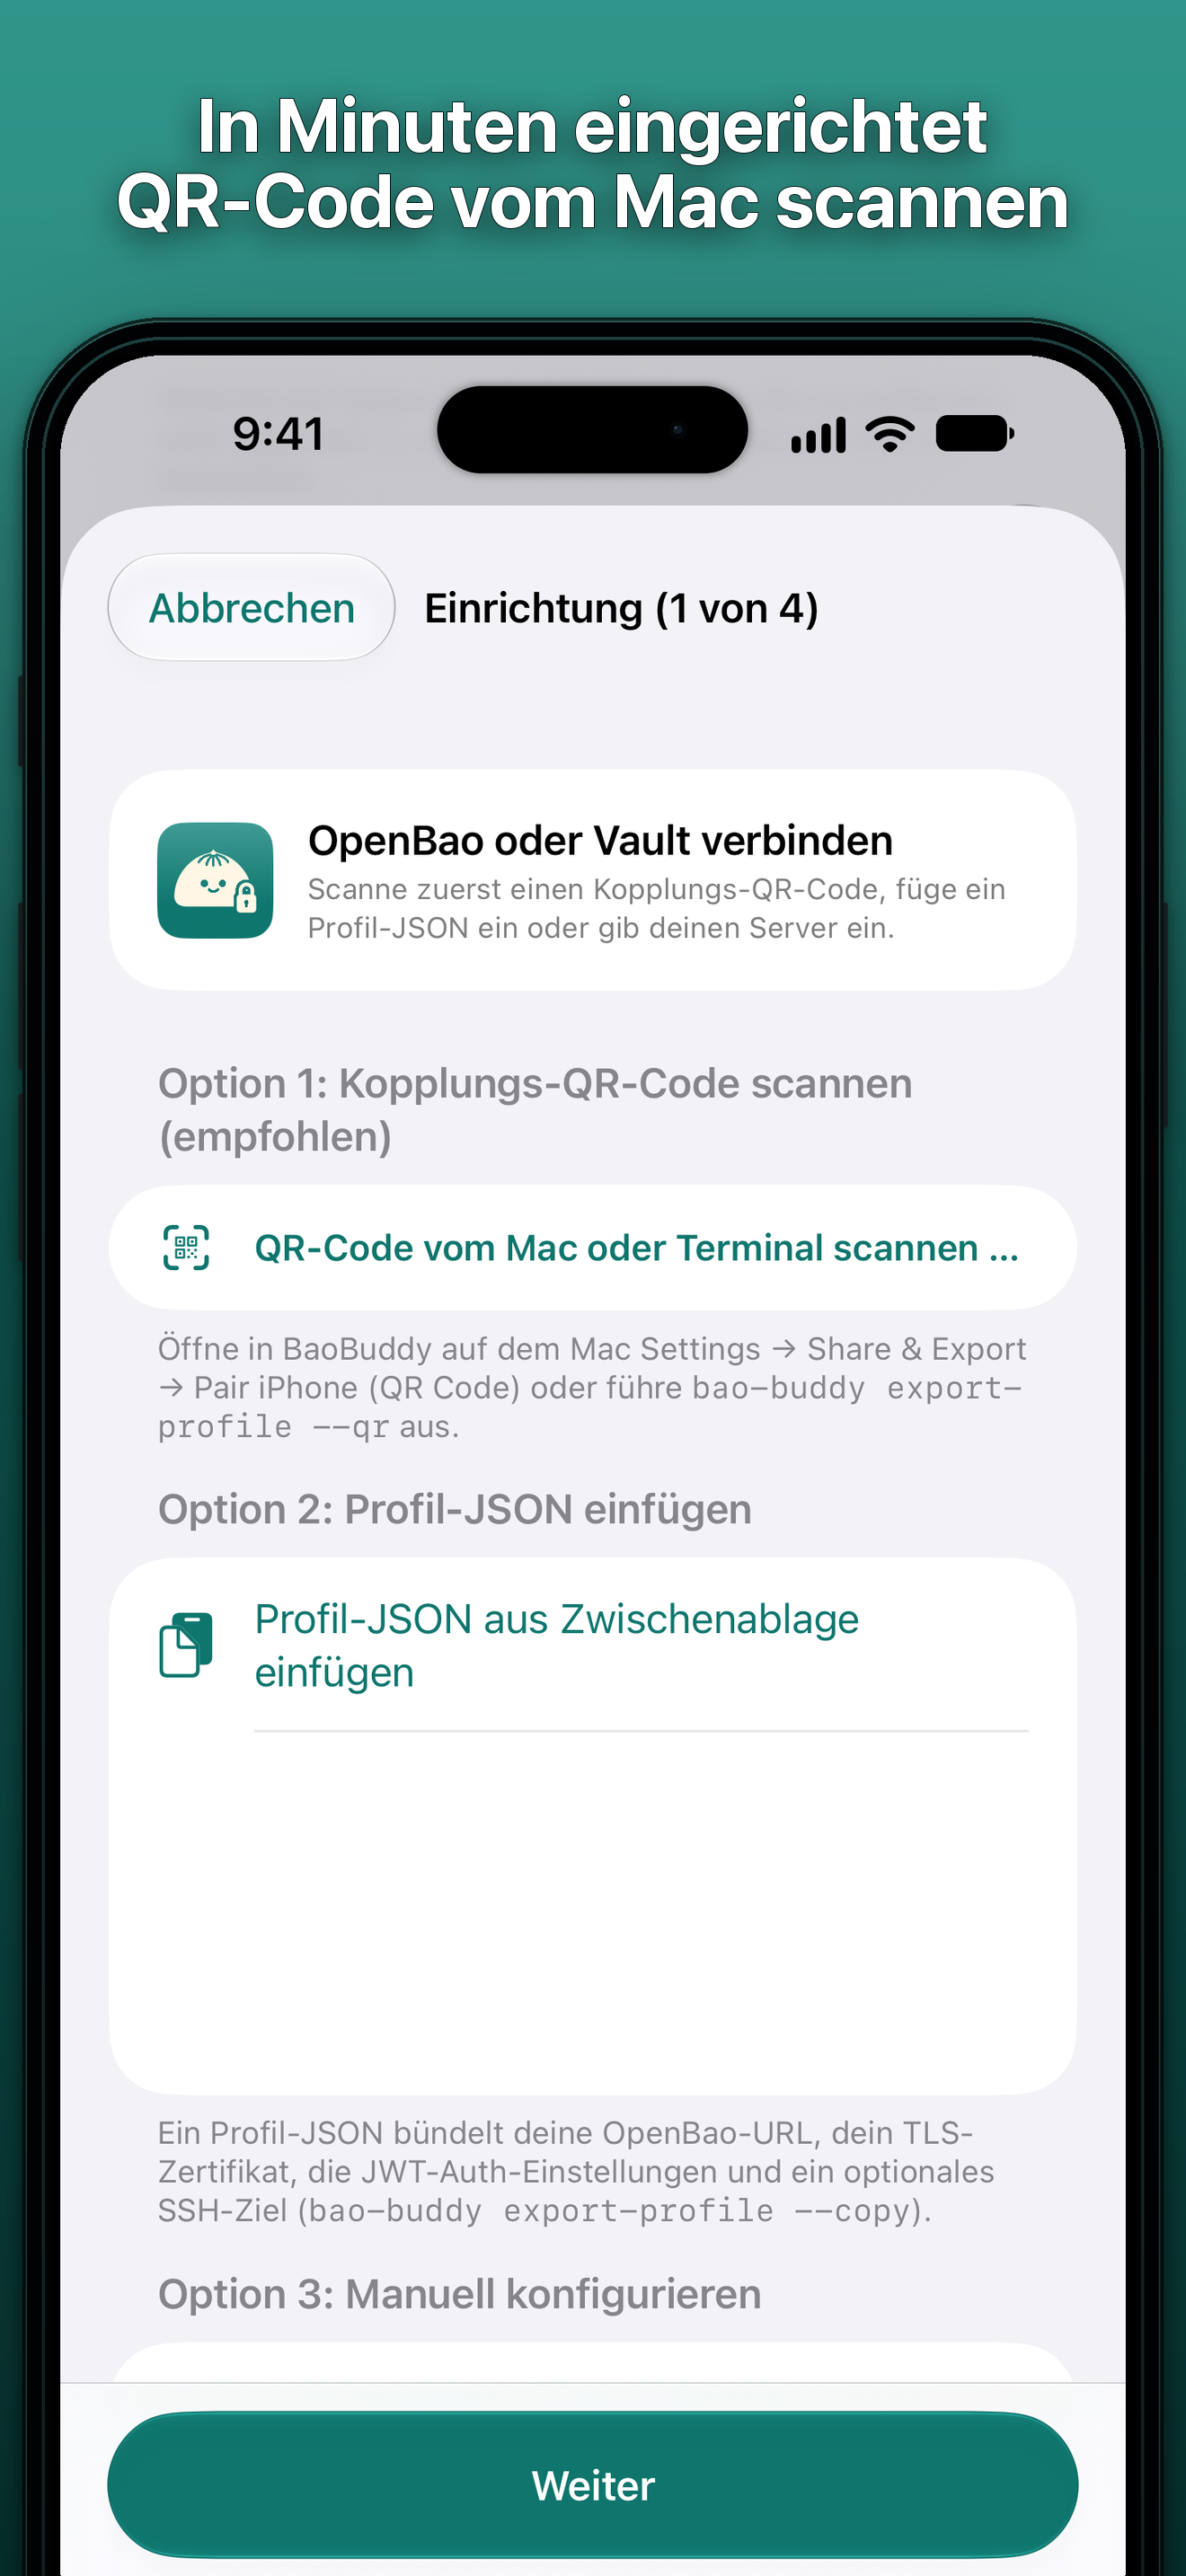 In Minuten eingerichtet
QR-Code vom Mac scannen
9:41
Abbrechen
Einrichtung (1 von 4)
OpenBao oder Vault verbinden
Scanne zuerst einen Kopplungs-QR-Code, füge ein
Profil-JSON ein oder gib deinen Server ein.
Option 1: Kopplungs-QR-Code scannen
(empfohlen)
QR-Code vom Mac oder Terminal scannen ...
Öffne in BaoBuddy auf dem Mac Settings → Share & Export
→ Pair iPhone (QR Code) oder führe bao-buddy export-
profile --qr aus.
Option 2: Profil-JSON einfügen
Profil-JSON aus Zwischenablage
einfügen
Ein Profil-JSON bündelt deine OpenBao-URL, dein TLS-
Zertifikat, die JWT-Auth-Einstellungen und ein optionales
SSH-Ziel (bao-buddy export-profile --copy).
Option 3: Manuell konfigurieren
Weiter